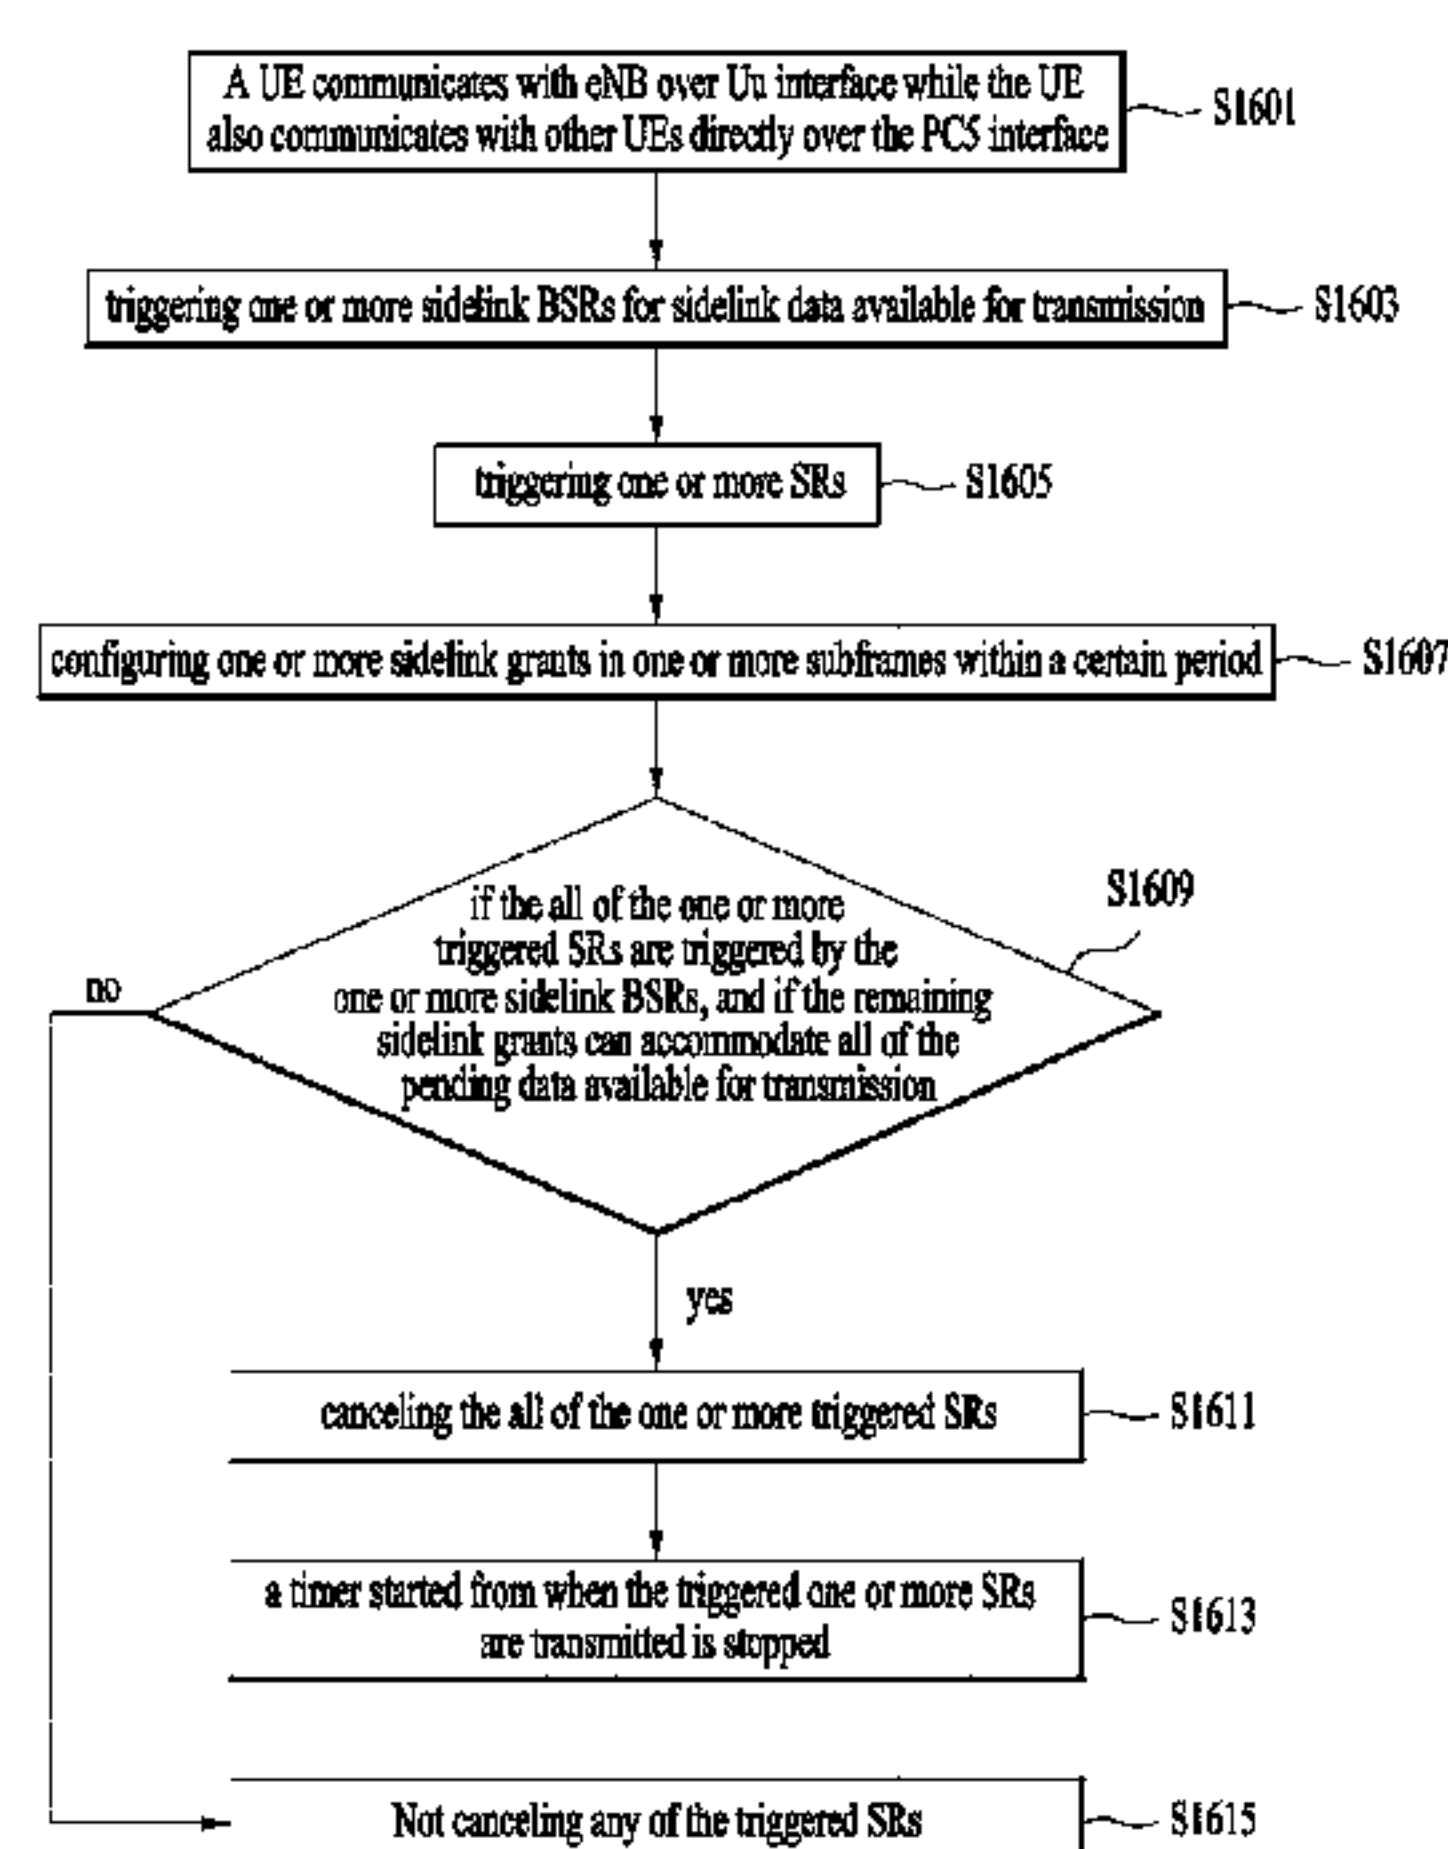 A UE communicates with eNB over Uu interface while the UE
also communicates with other UEs directly over the PC5 interface
S1601
triggering one or more sidelink BSRs for sidelink data available for transmission
S1603
triggering one or more SRs
S1605
configuring one or more sidelink grants in one or more subframes within a certain period
S1607
if the all of the one or more
triggered SRs are triggered by the
one or more sidelink BSRs, and if the remaining
sidelink grants can accommodate all of the
pending data available for transmission
S1609
no
yes
canceling the all of the one or more triggered SRs
S1611
a timer started from when the triggered one or more SRs
are transmitted is stopped
S1613
Not canceling any of the triggered SRs
S1615